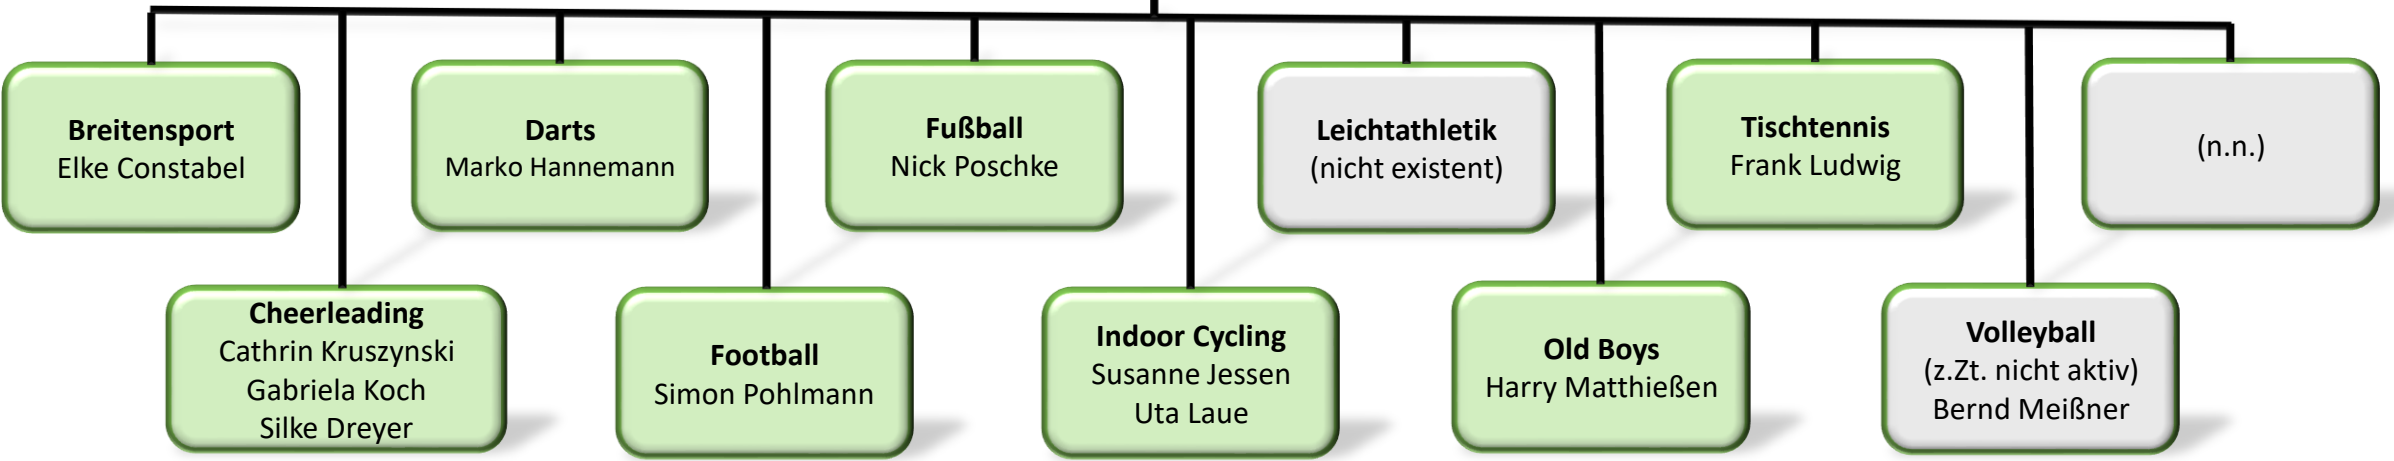 Breitensport
Elke Constabel
Darts
Marko Hannemann
Fußball
Nick Poschke
Leichtathletik
(nicht existent)
Tischtennis
Frank Ludwig
(n.n.)
Cheerleading
Cathrin Kruszynski
Gabriela Koch
Silke Dreyer
Football
Simon Pohlmann
Indoor Cycling
Susanne Jessen
Uta Laue
Old Boys
Harry Matthießen
Volleyball
(z.Zt. nicht aktiv)
Bernd Meißner